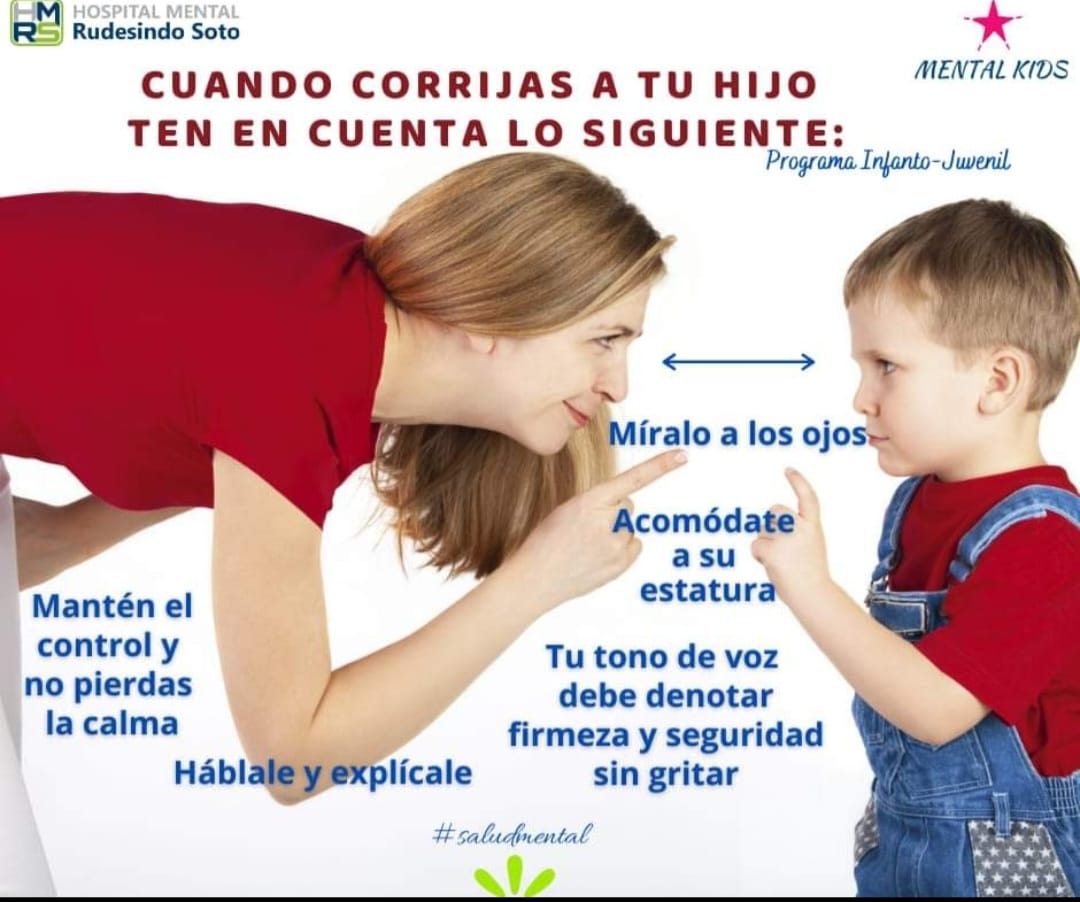 HMRS HOSPITAL MENTAL
Rudesindo Soto
MENTAL KIDS
CUANDO CORRIJAS A TU HIJO
TEN EN CUENTA LO SIGUIENTE:
Programa Infanto-Juvenil
Míralo a los ojos
Acomódate
a su
estatura
Mantén el
control y
no pierdas
la calma
Tu tono de voz
debe denotar
firmeza y seguridad
sin gritar
Háblale y explícale
#saludmental